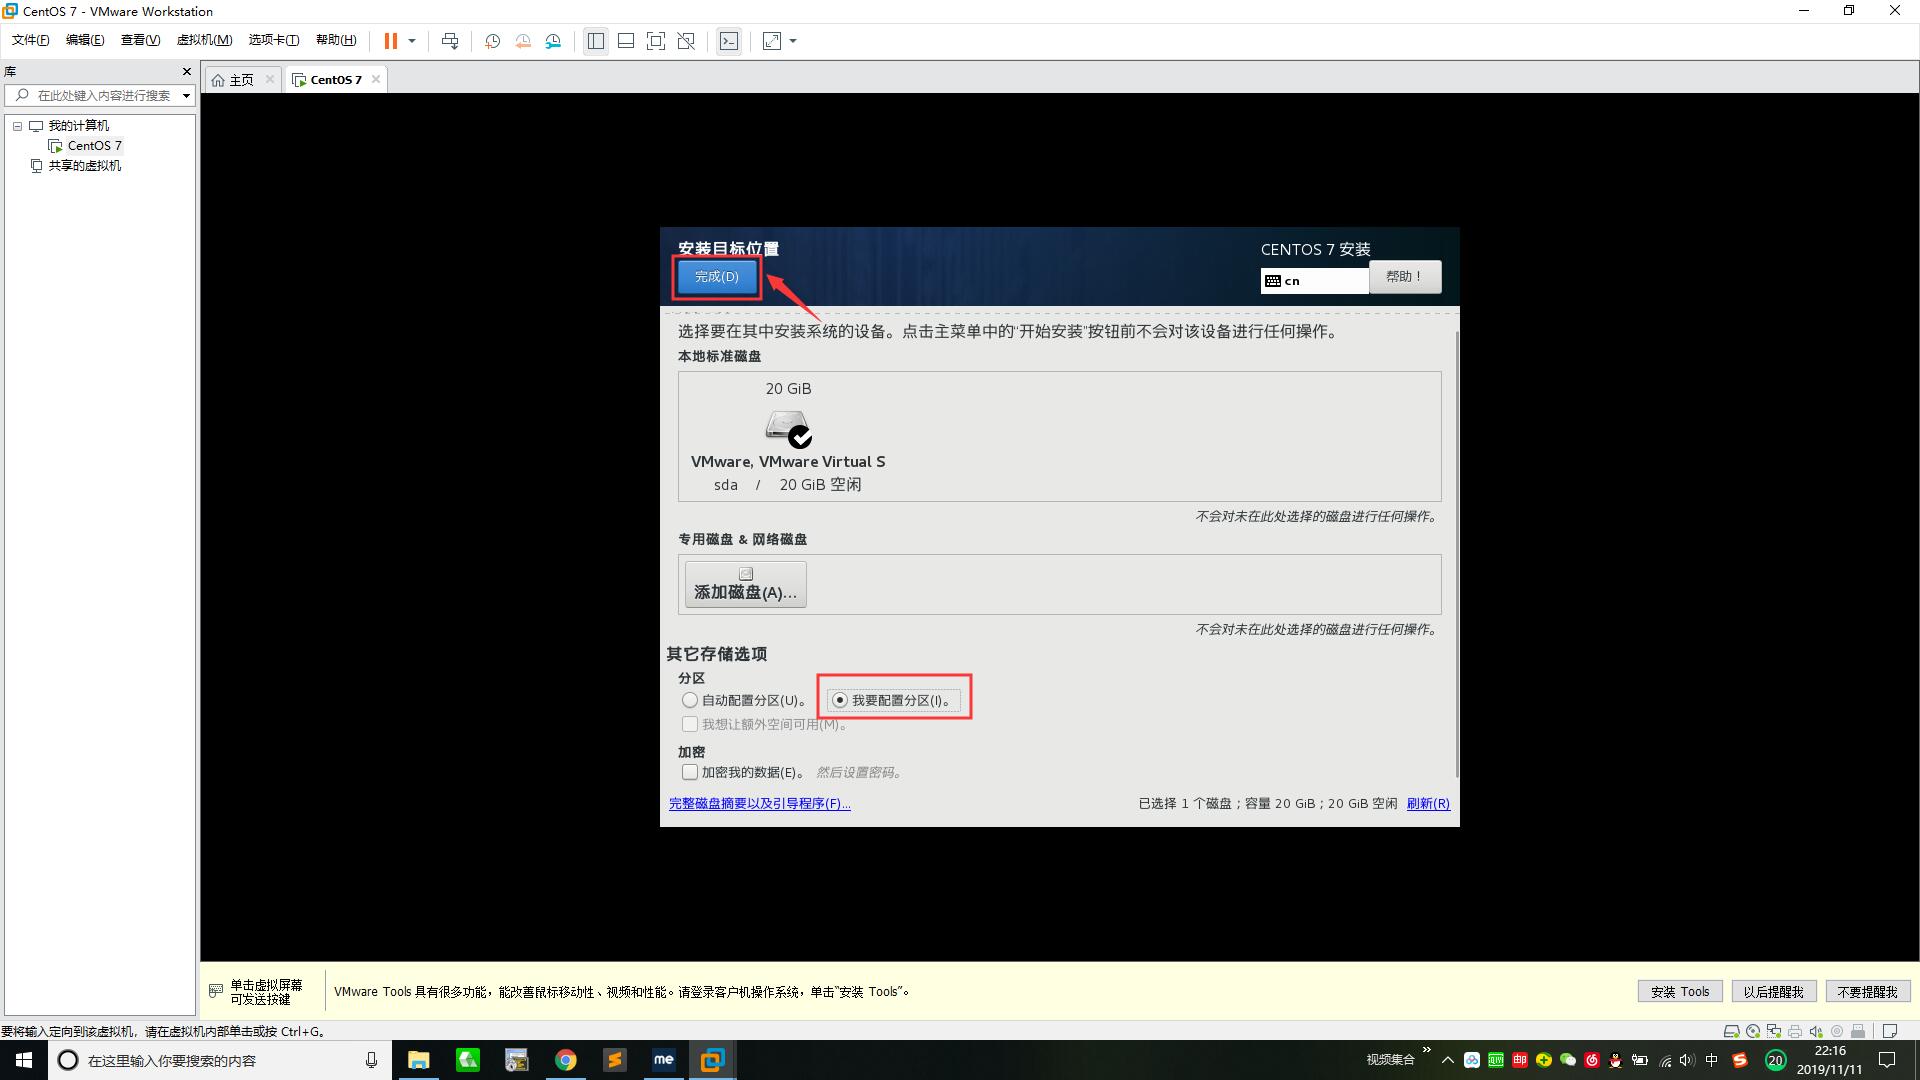 CentOS 7 - VMware Workstation
文件(F) 编辑(E) 查看(V) 虚拟机(M) 选项卡(T) 帮助(H)
库
主页
CentOS 7
在此处键入内容进行搜索
我的计算机
CentOS 7
共享的虚拟机
安装目标位置
CENTOS 7 安装
完成(D)
cn
帮助！
选择要在其中安装系统的设备。点击主菜单中的“开始安装”按钮前不会对该设备进行任何操作。
本地标准磁盘
20 GiB
VMware, VMware Virtual S
sda / 20 GiB 空闲
不会对未在此处选择的磁盘进行任何操作。
专用磁盘 & 网络磁盘
添加磁盘(A)...
不会对未在此处选择的磁盘进行任何操作。
其它存储选项
分区
自动配置分区(U)。 我要配置分区(I)。
我想让额外空间可用(M)。
加密
加密我的数据(E)。 然后设置密码。
完整磁盘摘要以及引导程序(F)... 已选择 1 个磁盘；容量 20 GiB；20 GiB 空闲 刷新(R)
单击虚拟屏幕
可发送按键
VMware Tools 具有很多功能，能改善鼠标移动性、视频和性能。请登录客户机操作系统，单击“安装 Tools”。
安装 Tools 以后提醒我 不要提醒我
要将输入定向到该虚拟机，请在虚拟机内部单击或按 Ctrl+G。
在这里输入你要搜索的内容
me
视频集合
中
20
22:16
2019/11/11